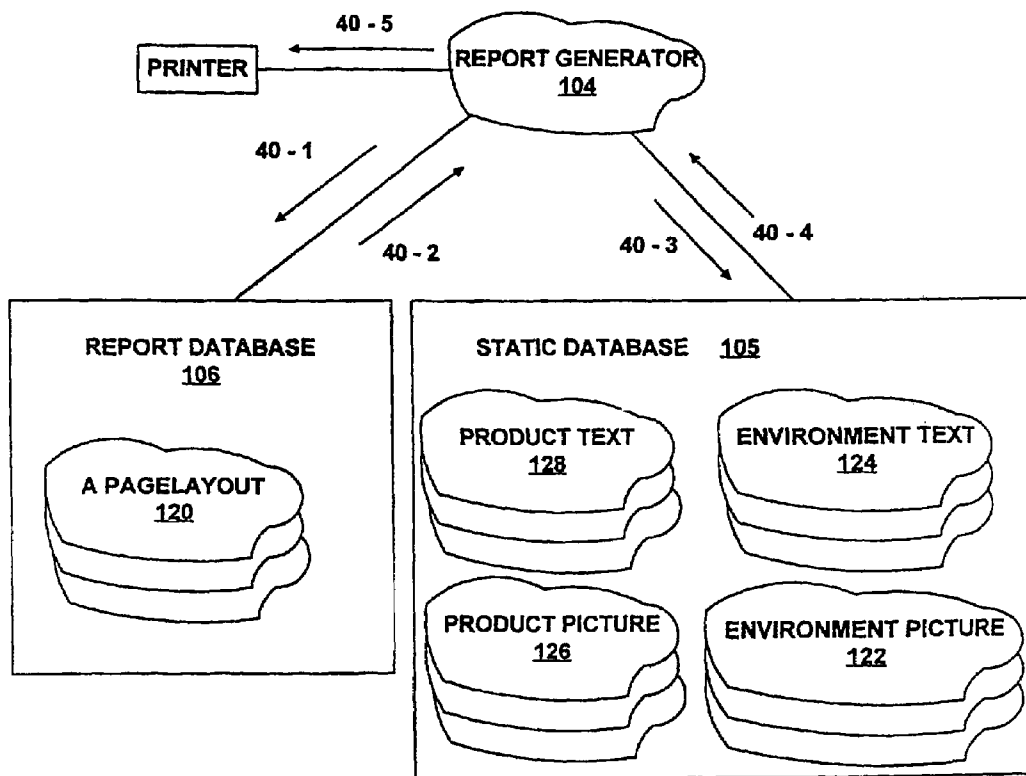 40 - 5
PRINTER
REPORT GENERATOR
104
40 - 1
40 - 2
40 - 3
40 - 4
REPORT DATABASE
106
A PAGELAYOUT
120
STATIC DATABASE 105
PRODUCT TEXT
128
ENVIRONMENT TEXT
124
PRODUCT PICTURE
126
ENVIRONMENT PICTURE
122